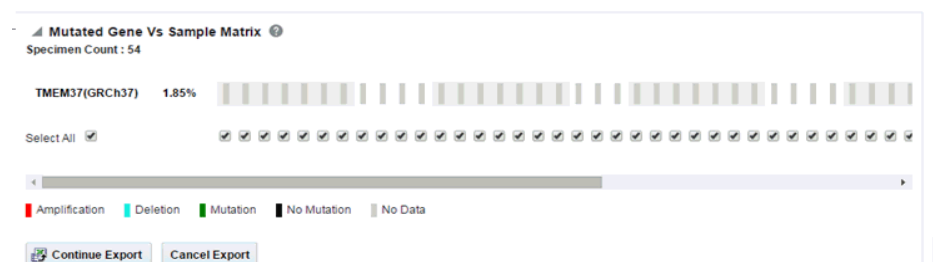 Mutated Gene Vs Sample Matrix ?
Specimen Count : 54
TMEM37(GRCh37) 1.85%
Select All
Amplification Deletion Mutation No Mutation No Data
Continue Export Cancel Export